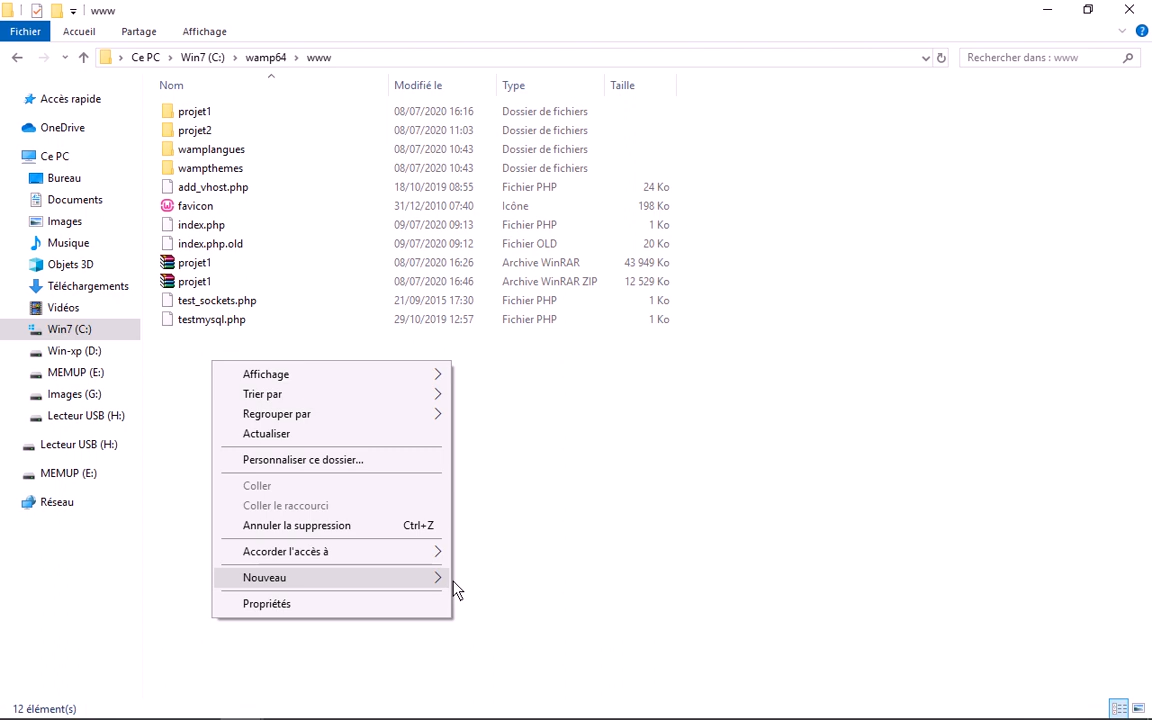 www
Fichier Accueil Partage Affichage
Ce PC Win7 (C:) wamp64 www Rechercher dans : www
Nom Modifié le Type Taille
Accès rapide
OneDrive
Ce PC
Bureau
Documents
Images
Musique
Objets 3D
Téléchargements
Vidéos
Win7 (C:)
Win-xp (D:)
MEMUP (E:)
Images (G:)
Lecteur USB (H:)
Lecteur USB (H:)
MEMUP (E:)
Réseau
projet1 08/07/2020 16:16 Dossier de fichiers
projet2 08/07/2020 11:03 Dossier de fichiers
wamplangues 08/07/2020 10:43 Dossier de fichiers
wampthemes 08/07/2020 10:43 Dossier de fichiers
add_vhost.php 18/10/2019 08:55 Fichier PHP 24 Ko
favicon 31/12/2010 07:40 Icône 198 Ko
index.php 09/07/2020 09:13 Fichier PHP 1 Ko
index.php.old 09/07/2020 09:12 Fichier OLD 20 Ko
projet1 08/07/2020 16:26 Archive WinRAR 43 949 Ko
projet1 08/07/2020 16:46 Archive WinRAR ZIP 12 529 Ko
test_sockets.php 21/09/2015 17:30 Fichier PHP 1 Ko
testmysql.php 29/10/2019 12:57 Fichier PHP 1 Ko
Affichage
Trier par
Regrouper par
Actualiser
Personnaliser ce dossier...
Coller
Coller le raccourci
Annuler la suppression Ctrl+Z
Accorder l'accès à
Nouveau
Propriétés
12 élément(s)